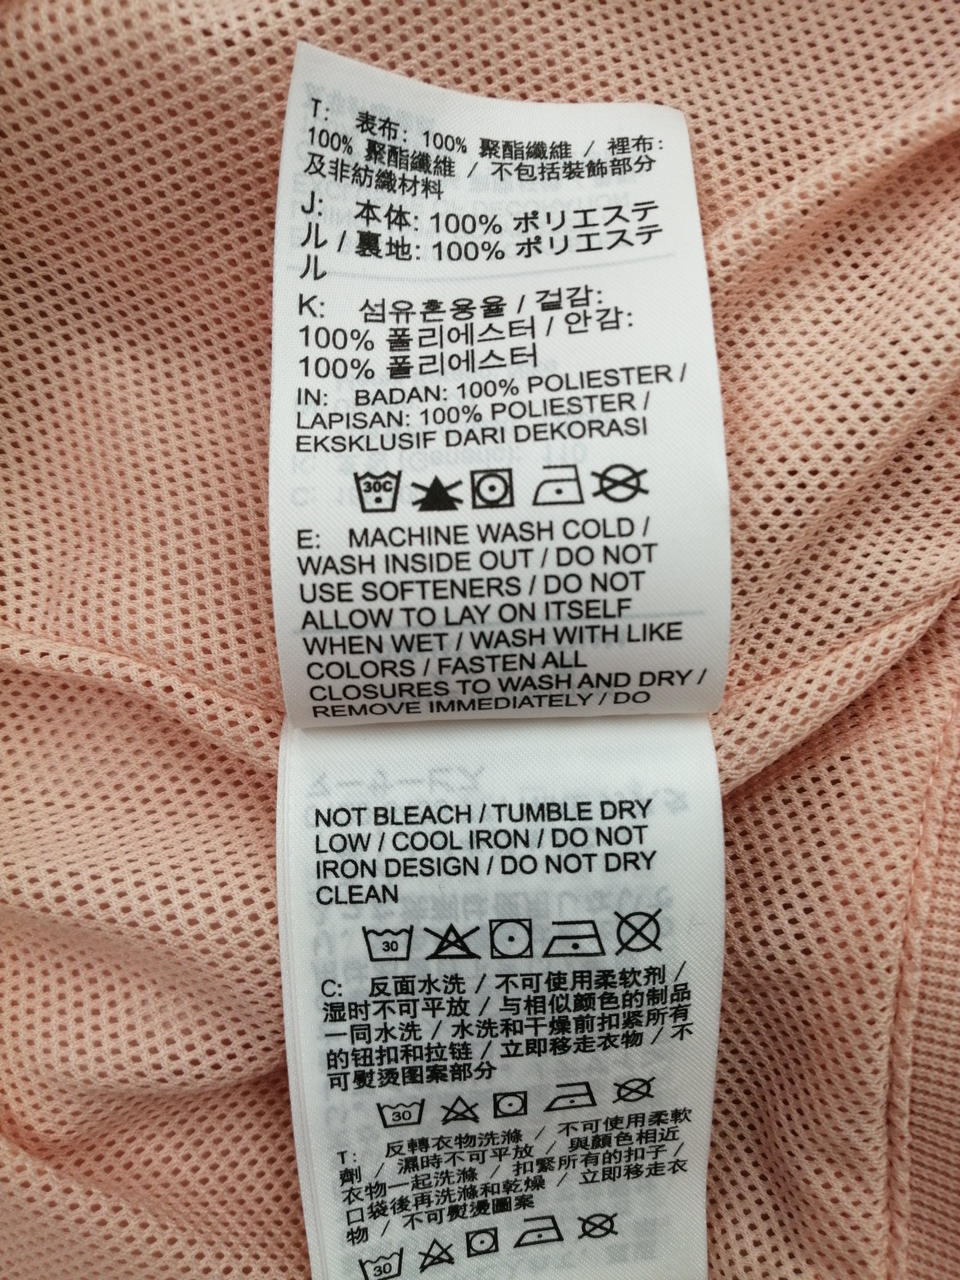 T: 表布: 100% 聚酯纖維 / 裡布:
100% 聚酯纖維 / 不包括裝飾部分
及非紡織材料
J: 本体: 100% ポリエステ
ル / 裏地: 100% ポリエステ
ル
K: 섬유혼용율 / 겉감:
100% 폴리에스터 / 안감:
100% 폴리에스터
IN: BADAN: 100% POLIESTER /
LAPISAN: 100% POLIESTER /
EKSKLUSIF DARI DEKORASI
30C
E: MACHINE WASH COLD /
WASH INSIDE OUT / DO NOT
USE SOFTENERS / DO NOT
ALLOW TO LAY ON ITSELF
WHEN WET / WASH WITH LIKE
COLORS / FASTEN ALL
CLOSURES TO WASH AND DRY /
REMOVE IMMEDIATELY / DO
NOT BLEACH / TUMBLE DRY
LOW / COOL IRON / DO NOT
IRON DESIGN / DO NOT DRY
CLEAN
30
C: 反面水洗 / 不可使用柔软剂 /
湿时不可平放 / 与相似颜色的制品
一同水洗 / 水洗和干燥前扣紧所有
的钮扣和拉链 / 立即移走衣物 / 不
可熨烫图案部分
30
T: 反轉衣物洗滌 / 不可使用柔軟
劑 / 濕時不可平放 / 與顏色相近
衣物一起洗滌 / 扣緊所有的扣子 /
口袋後再洗滌和乾燥 / 立即移走衣
物 / 不可熨燙圖案
30